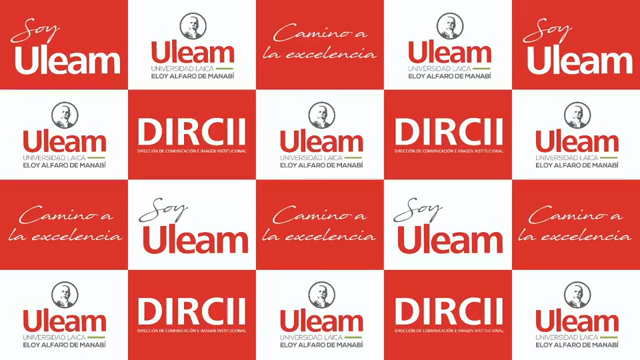 Soy
Uleam
Uleam
UNIVERSIDAD LAICA
ELOY ALFARO DE MANABÍ
Camino a
la excelencia
Uleam
UNIVERSIDAD LAICA
ELOY ALFARO DE MANABÍ
Soy
Uleam
Uleam
UNIVERSIDAD LAICA
ELOY ALFARO DE MANABÍ
DIRCII
DIRECCIÓN DE COMUNICACIÓN E IMAGEN INSTITUCIONAL
Uleam
UNIVERSIDAD LAICA
ELOY ALFARO DE MANABÍ
DIRCII
DIRECCIÓN DE COMUNICACIÓN E IMAGEN INSTITUCIONAL
Uleam
UNIVERSIDAD LAICA
ELOY ALFARO DE MANABÍ
Camino a
la excelencia
Soy
Uleam
Camino a
la excelencia
Soy
Uleam
Camino a
la excelencia
Uleam
UNIVERSIDAD LAICA
ELOY ALFARO DE MANABÍ
DIRCII
DIRECCIÓN DE COMUNICACIÓN E IMAGEN INSTITUCIONAL
Uleam
UNIVERSIDAD LAICA
ELOY ALFARO DE MANABÍ
DIRCII
DIRECCIÓN DE COMUNICACIÓN E IMAGEN INSTITUCIONAL
Uleam
UNIVERSIDAD LAICA
ELOY ALFARO DE MANABÍ